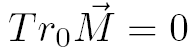 $Tr_0 \vec{M} = 0$